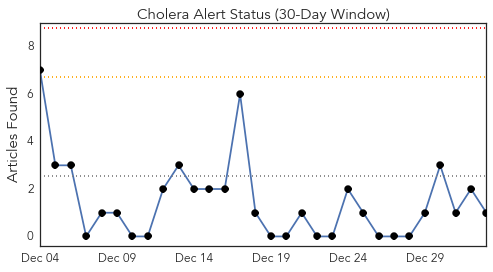 Cholera Alert Status (30-Day Window)
Articles Found
8
6
4
2
0
Dec 04 Dec 09 Dec 14 Dec 19 Dec 24 Dec 29